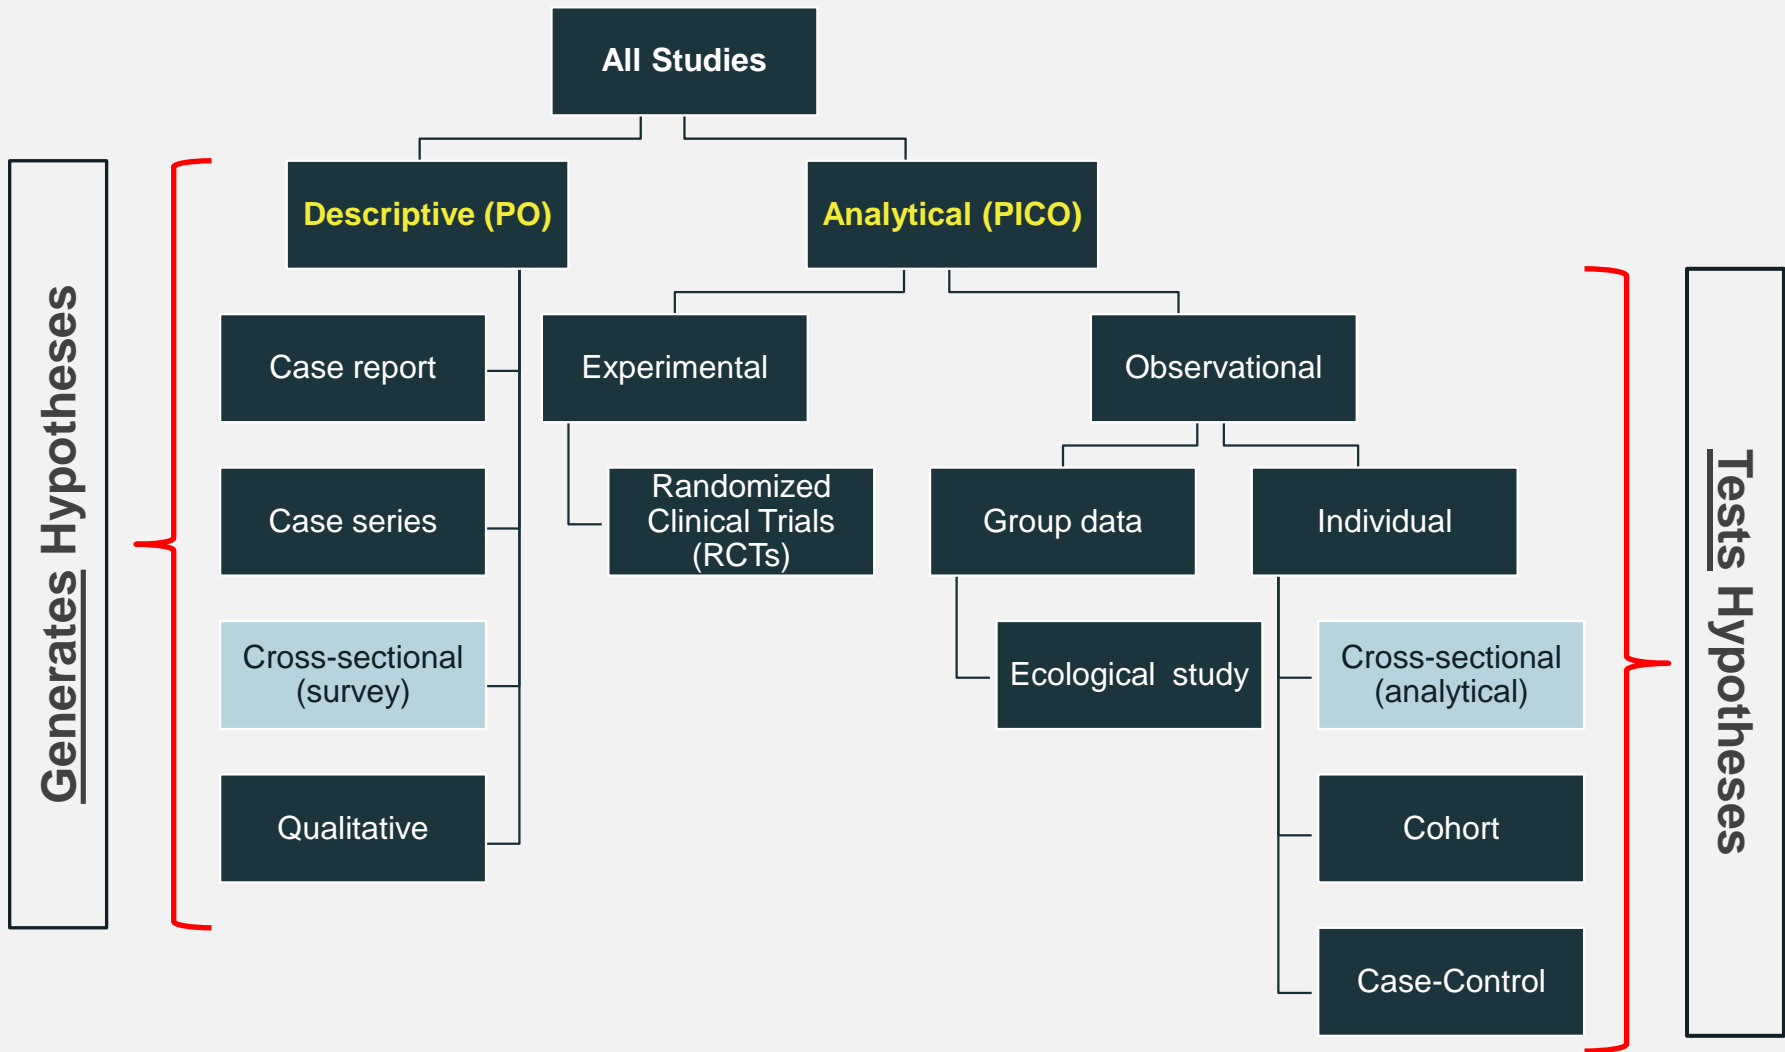 All Studies
Descriptive (PO)
Analytical (PICO)
Generates Hypotheses
Case report
Case series
Cross-sectional
(survey)
Qualitative
Experimental
Randomized
Clinical Trials
(RCTs)
Observational
Group data
Ecological study
Individual
Cross-sectional
(analytical)
Cohort
Case-Control
Tests Hypotheses